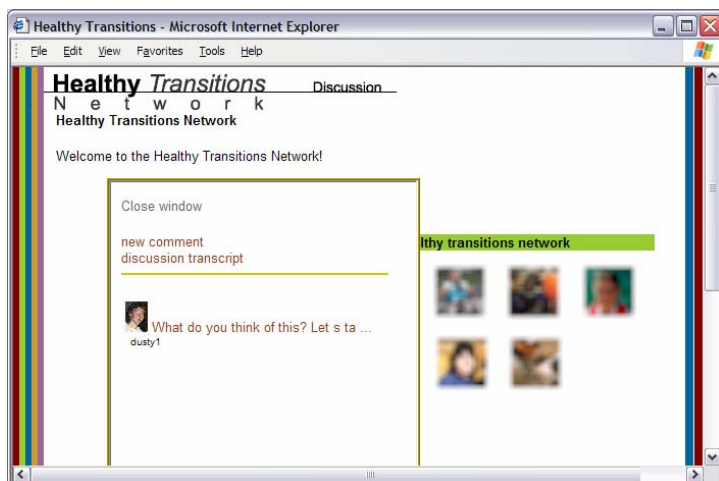 Healthy Transitions - Microsoft Internet Explorer
File Edit View Favorites Tools Help
Healthy Transitions Discussion
N e t w o r k
Healthy Transitions Network
Welcome to the Healthy Transitions Network!
Close window
new comment
lthy transitions network
discussion transcript
What do you think of this? Let s ta ...
dusty1